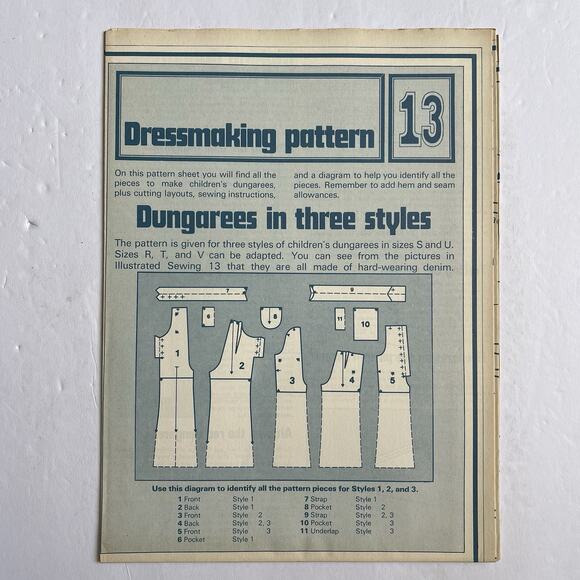 Dressmaking pattern
13
On this pattern sheet you will find all the
pieces to make children's dungarees,
plus cutting layouts, sewing instructions,
and a diagram to help you identify all the
pieces. Remember to add hem and seam
allowances.
Dungarees in three styles
The pattern is given for three styles of children's dungarees in sizes S and U.
Sizes R, T, and V can be adapted. You can see from the pictures in
Illustrated Sewing 13 that they are all made of hard-wearing denim.
7
9
6
8
11
10
1
2
3
4
5
Use this diagram to identify all the pattern pieces for Styles 1, 2, and 3.
1 Front Style 1
2 Back Style 1
3 Front Style 2
4 Back Style 2, 3
5 Front Style 3
6 Pocket Style 1
7 Strap Style 1
8 Pocket Style 2
9 Strap Style 2, 3
10 Pocket Style 3
11 Underlap Style 3